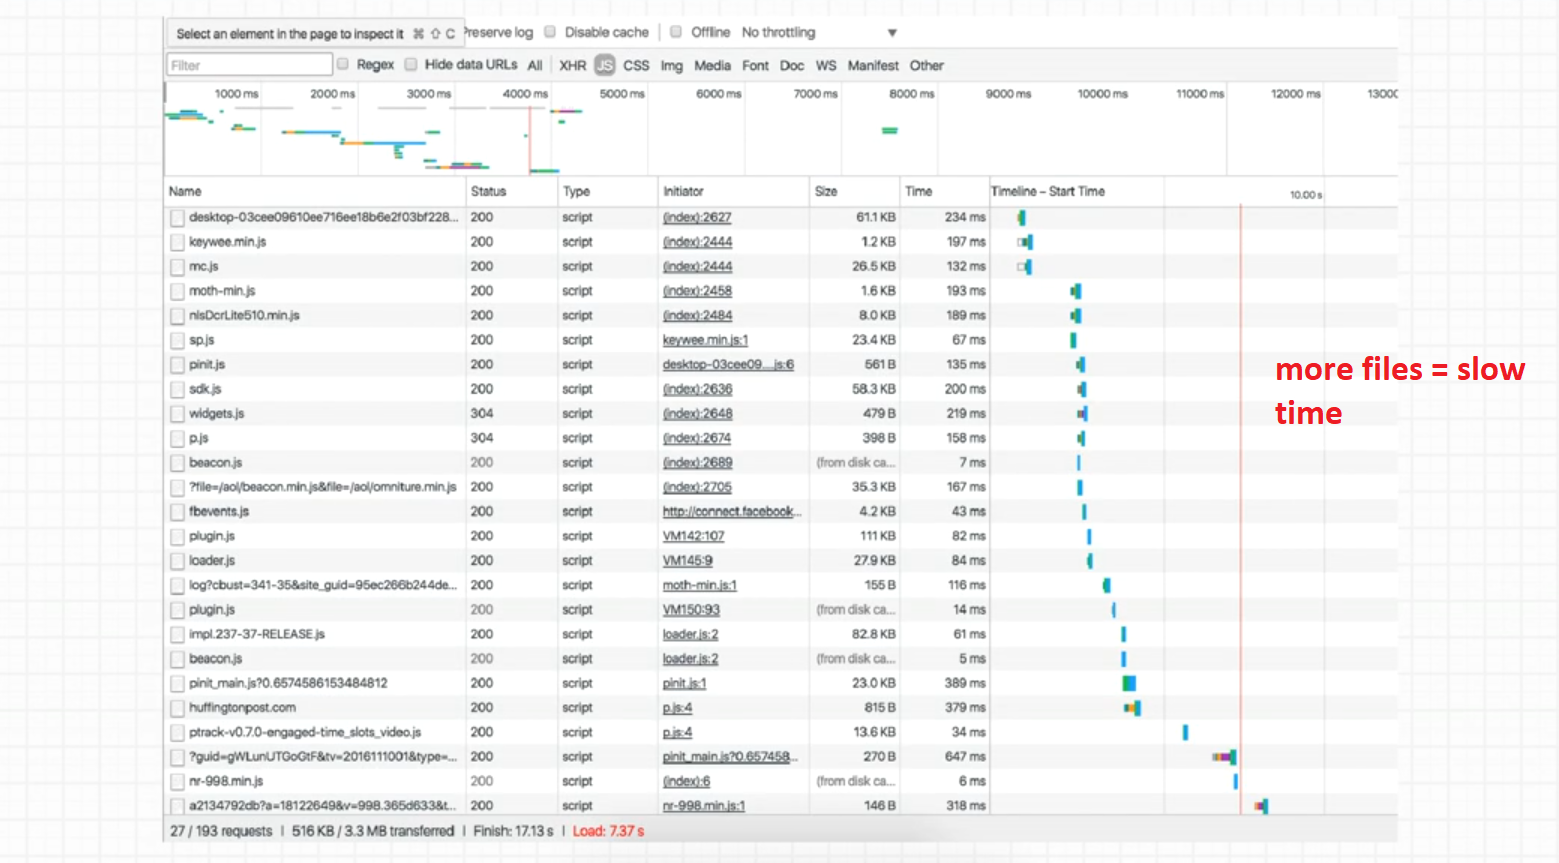 Select an element in the page to inspect it ⌘ ⇧ C Preserve log Disable cache Offline No throttling ▼
Filter Regex Hide data URLs All XHR JS CSS Img Media Font Doc WS Manifest Other
1000 ms 2000 ms 3000 ms 4000 ms 5000 ms 6000 ms 7000 ms 8000 ms 9000 ms 10000 ms 11000 ms 12000 ms 13000
Name Status Type Initiator Size Time Timeline – Start Time 10.00 s
desktop-03cee09610ee716ee18b6e2f03bf228... 200 script (index):2627 61.1 KB 234 ms
keywee.min.js 200 script (index):2444 1.2 KB 197 ms
mc.js 200 script (index):2444 26.5 KB 132 ms
moth-min.js 200 script (index):2458 1.6 KB 193 ms
nlsDcrLite510.min.js 200 script (index):2484 8.0 KB 189 ms
sp.js 200 script keywee.min.js:1 23.4 KB 67 ms
pinit.js 200 script desktop-03cee09....js:6 561 B 135 ms
sdk.js 200 script (index):2636 58.3 KB 200 ms
widgets.js 304 script (index):2648 479 B 219 ms
p.js 304 script (index):2674 398 B 158 ms
beacon.js 200 script (index):2689 (from disk ca... 7 ms
?file=/aol/beacon.min.js&file=/aol/omniture.min.js 200 script (index):2705 35.3 KB 167 ms
fbevents.js 200 script http://connect.facebook... 4.2 KB 43 ms
plugin.js 200 script VM142:107 111 KB 82 ms
loader.js 200 script VM145:9 27.9 KB 84 ms
log?cbust=341-35&site_guid=95ec266b244de... 200 script moth-min.js:1 155 B 116 ms
plugin.js 200 script VM150:93 (from disk ca... 14 ms
impl.237-37-RELEASE.js 200 script loader.js:2 82.8 KB 61 ms
beacon.js 200 script loader.js:2 (from disk ca... 5 ms
pinit_main.js?0.6574586153484812 200 script pinit.js:1 23.0 KB 389 ms
huffingtonpost.com 200 script p.js:4 815 B 379 ms
ptrack-v0.7.0-engaged-time_slots_video.js 200 script p.js:4 13.6 KB 34 ms
?guid=gWLunUTGoGtF&tv=2016111001&type=... 200 script pinit_main.js?0.657458... 270 B 647 ms
nr-998.min.js 200 script (index):6 (from disk ca... 6 ms
a2134792db?a=18122649&v=998.365d633&t... 200 script nr-998.min.js:1 146 B 318 ms
27 / 193 requests | 516 KB / 3.3 MB transferred | Finish: 17.13 s | Load: 7.37 s
more files = slow
time